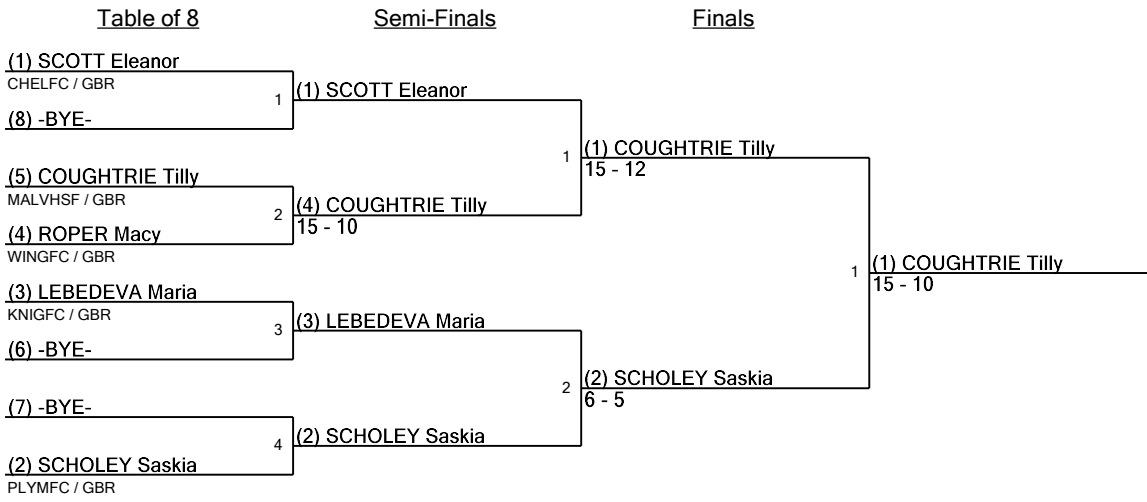 Table of 8 Semi-Finals Finals
(1) SCOTT Eleanor
CHELFC / GBR
1 (1) SCOTT Eleanor
(8) -BYE-
1 (1) COUGHTRIE Tilly
15 - 12
(5) COUGHTRIE Tilly
MALVHSF / GBR
2 (4) COUGHTRIE Tilly
15 - 10
(4) ROPER Macy
WINGFC / GBR
1 (1) COUGHTRIE Tilly
15 - 10
(3) LEBEDEVA Maria
KNIGFC / GBR
3 (3) LEBEDEVA Maria
(6) -BYE-
2 (2) SCHOLEY Saskia
6 - 5
(7) -BYE-
4 (2) SCHOLEY Saskia
(2) SCHOLEY Saskia
PLYMFC / GBR